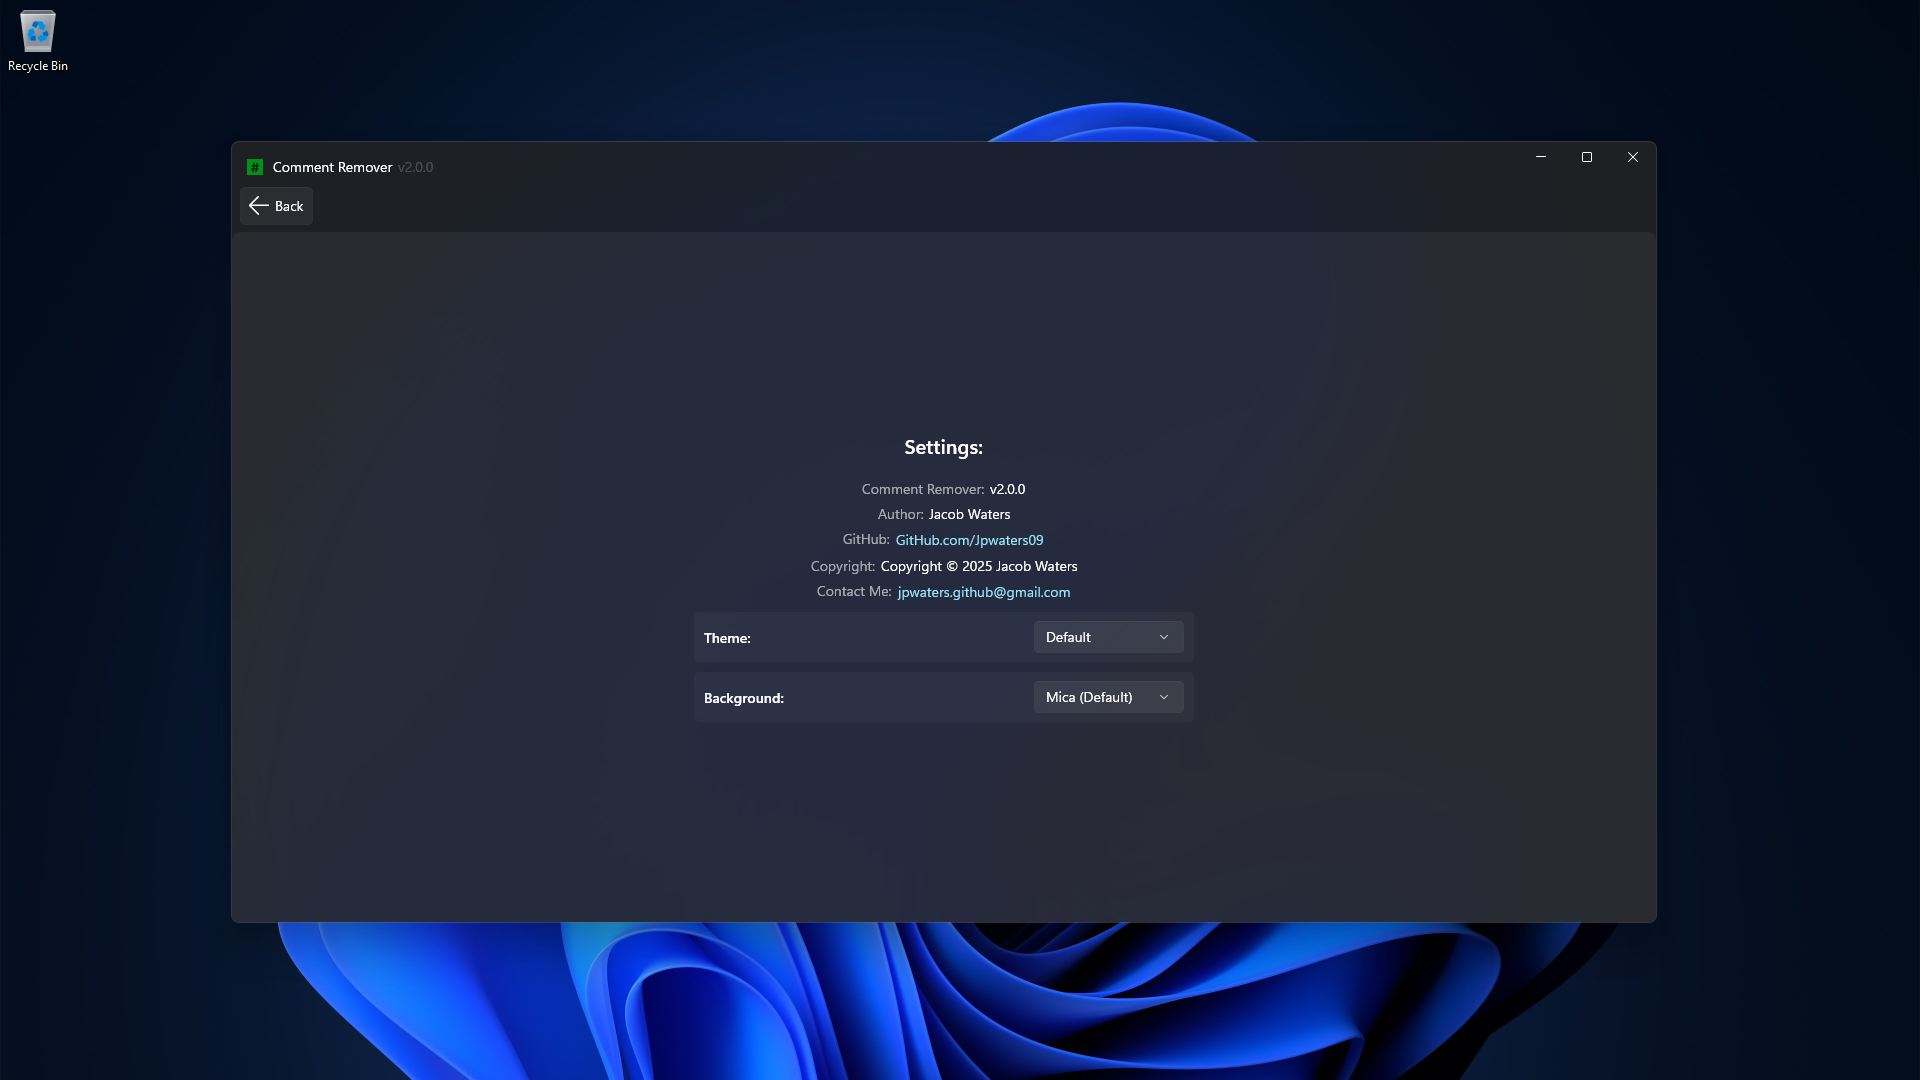 Recycle Bin
# Comment Remover v2.0.0
Back
Settings:
Comment Remover: v2.0.0
Author: Jacob Waters
GitHub: GitHub.com/Jpwaters09
Copyright: Copyright © 2025 Jacob Waters
Contact Me: jpwaters.github@gmail.com
Theme: Default
Background: Mica (Default)